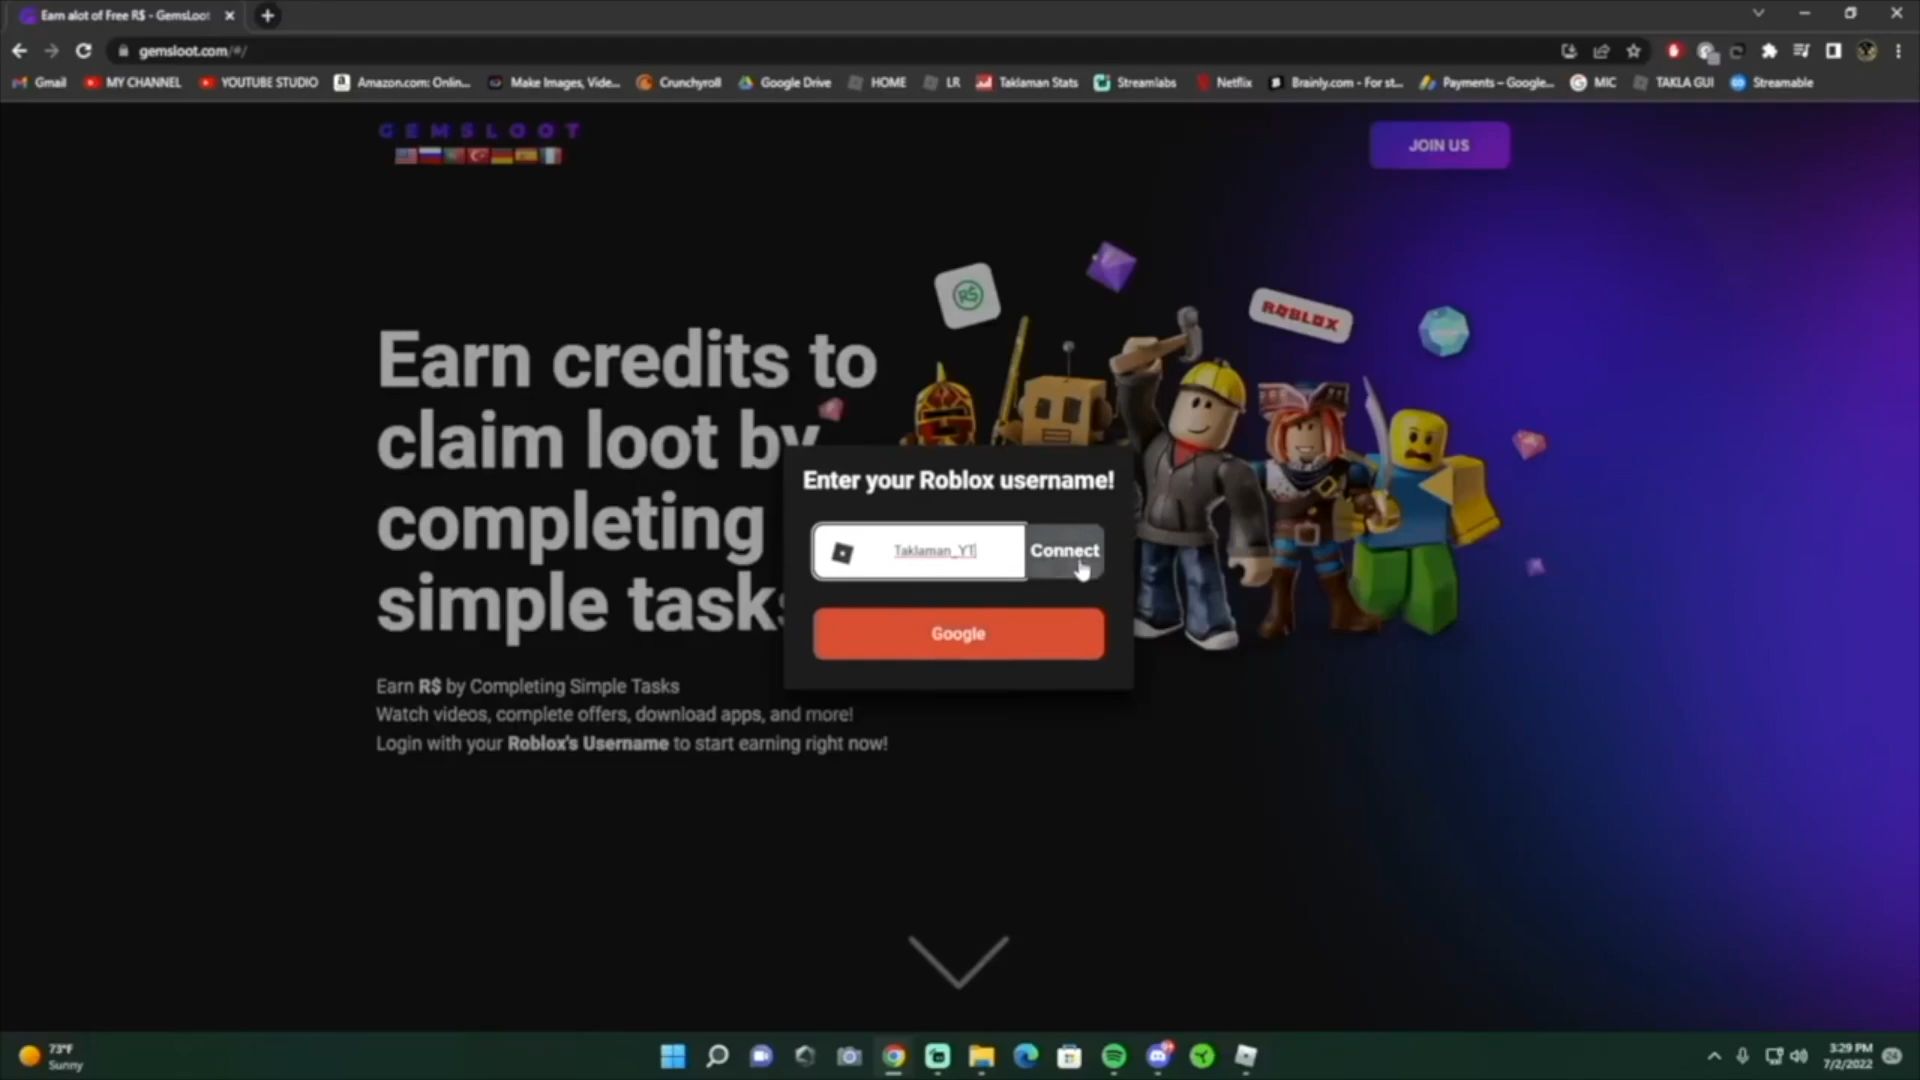 Earn alot of Free R$ - GemsLoot
gemsloot.com/#/
Gmail
MY CHANNEL
YOUTUBE STUDIO
Amazon.com: Onlin...
Make Images, Vide...
Crunchyroll
Google Drive
HOME
LR
Taklaman Stats
Streamlabs
Netflix
Brainly.com - For st...
Payments – Google...
MIC
TAKLA GUI
Streamable
GEMSLOOT
JOIN US
R$
ROBLOX
Earn credits to
claim loot by
completing
simple tasks
Enter your Roblox username!
Taklaman_YT
Connect
Google
Earn R$ by Completing Simple Tasks
Watch videos, complete offers, download apps, and more!
Login with your Roblox's Username to start earning right now!
73°F
Sunny
3:29 PM
7/2/2022